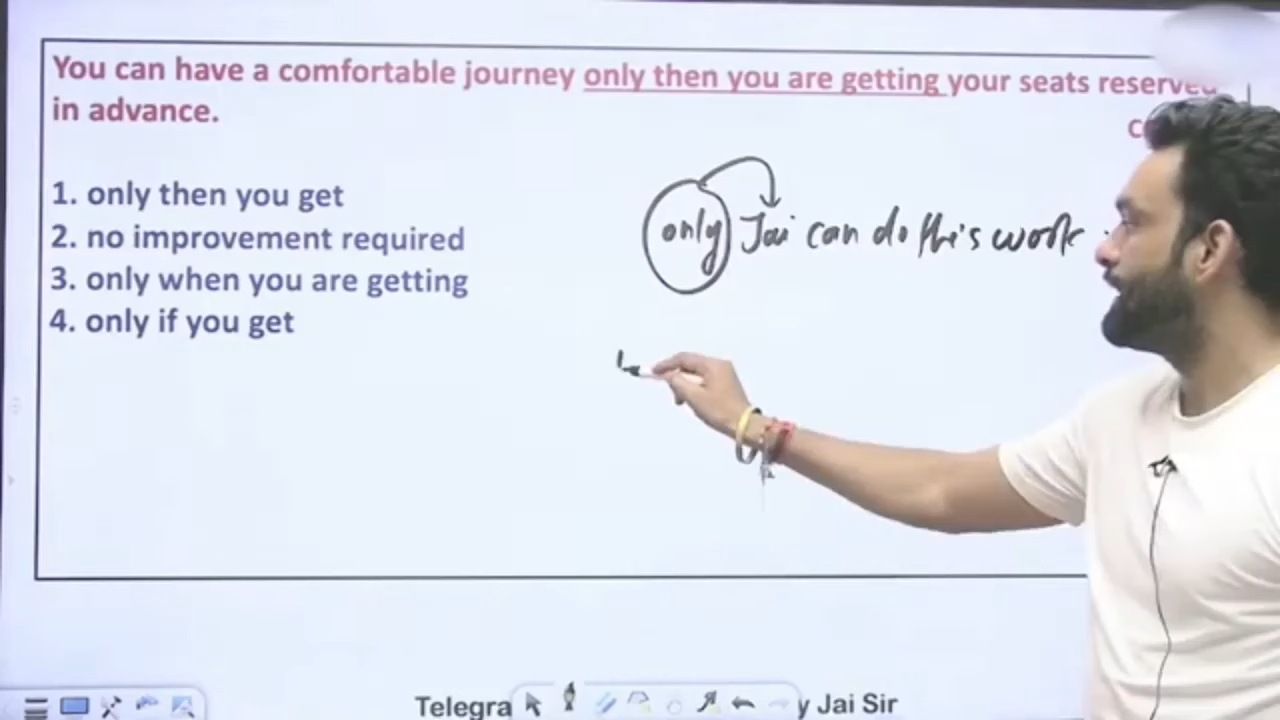 You can have a comfortable journey only then you are getting your seats reserved
in advance.
1. only then you get
2. no improvement required
3. only when you are getting
4. only if you get
only Jai can do this work
Telegra
y Jai Sir